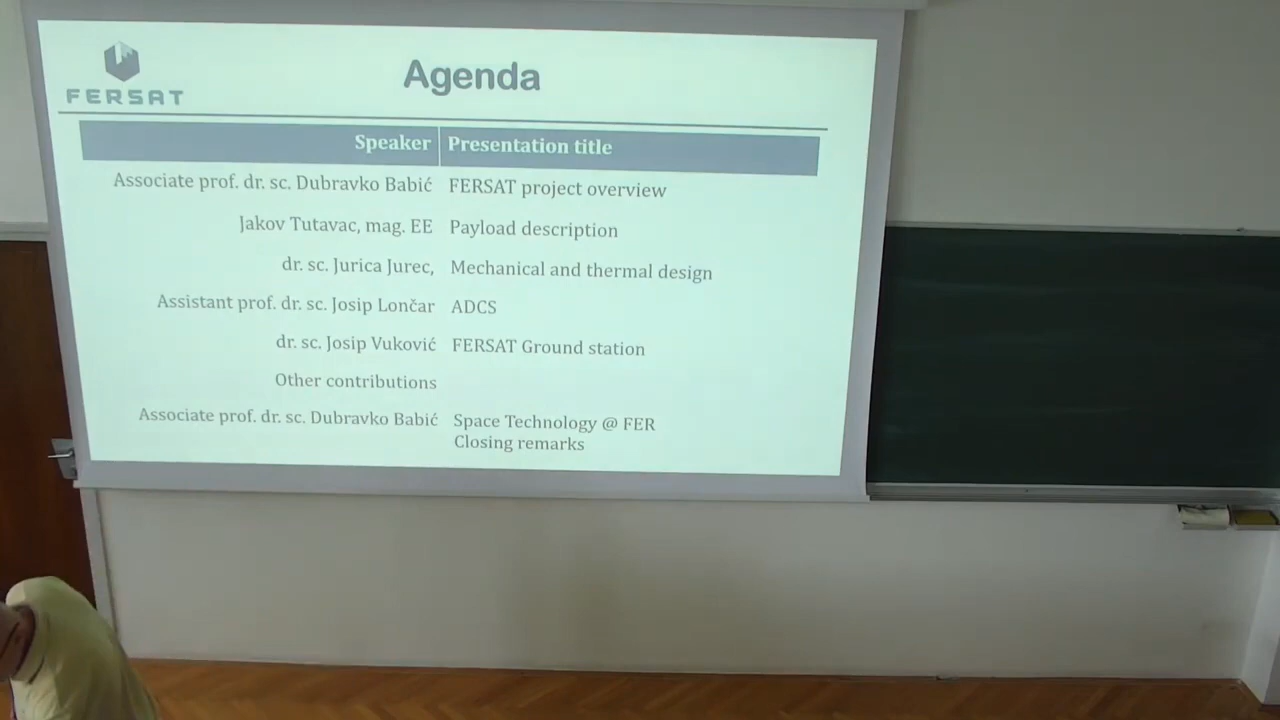 FERSAT
Agenda
Speaker Presentation title
Associate prof. dr. sc. Dubravko Babić FERSAT project overview
Jakov Tutavac, mag. EE Payload description
dr. sc. Jurica Jurec, Mechanical and thermal design
Assistant prof. dr. sc. Josip Lončar ADCS
dr. sc. Josip Vuković FERSAT Ground station
Other contributions
Associate prof. dr. sc. Dubravko Babić Space Technology @ FER
Closing remarks